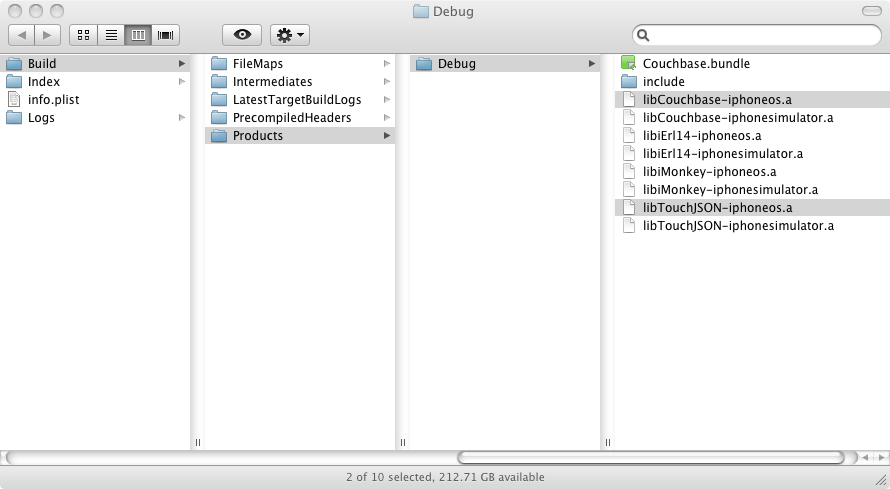 Debug
Build
Index
info.plist
Logs
FileMaps
Intermediates
LatestTargetBuildLogs
PrecompiledHeaders
Products
Debug
Couchbase.bundle
include
libCouchbase-iphoneos.a
libCouchbase-iphonesimulator.a
libiErl14-iphoneos.a
libiErl14-iphonesimulator.a
libiMonkey-iphoneos.a
libiMonkey-iphonesimulator.a
libTouchJSON-iphoneos.a
libTouchJSON-iphonesimulator.a
2 of 10 selected, 212.71 GB available